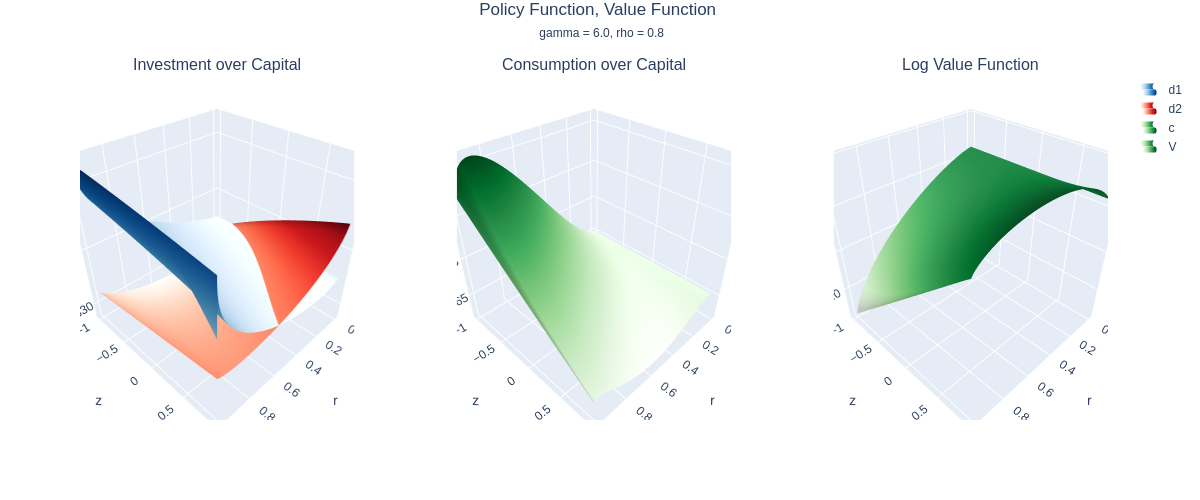 Policy Function, Value Function
gamma = 6.0, rho = 0.8
Investment over Capital
Consumption over Capital
Log Value Function
d1
d2
c
V
30
−1
−0.5
0
0.5
z
0
0.2
0.4
0.6
0.8
r
35
−1
−0.5
0
0.5
z
0
0.2
0.4
0.6
0.8
r
0
−1
−0.5
0
0.5
z
0
0.2
0.4
0.6
0.8
r